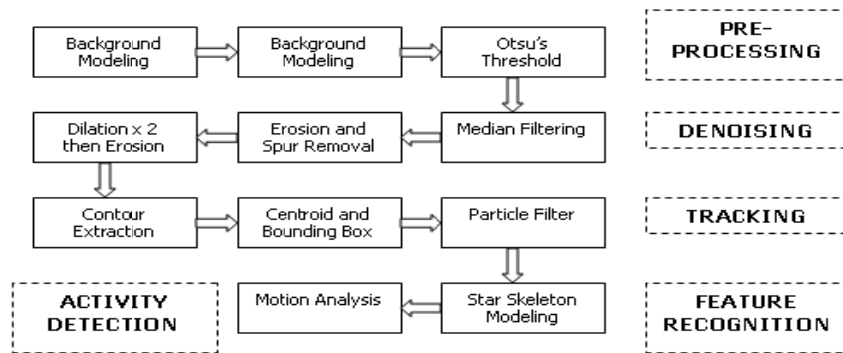 Background
Modeling
Background
Modeling
Otsu's
Threshold
PRE-
PROCESSING
Dilation x 2
then Erosion
Erosion and
Spur Removal
Median Filtering
DENOISING
Contour
Extraction
Centroid and
Bounding Box
Particle Filter
TRACKING
ACTIVITY
DETECTION
Motion Analysis
Star Skeleton
Modeling
FEATURE
RECOGNITION